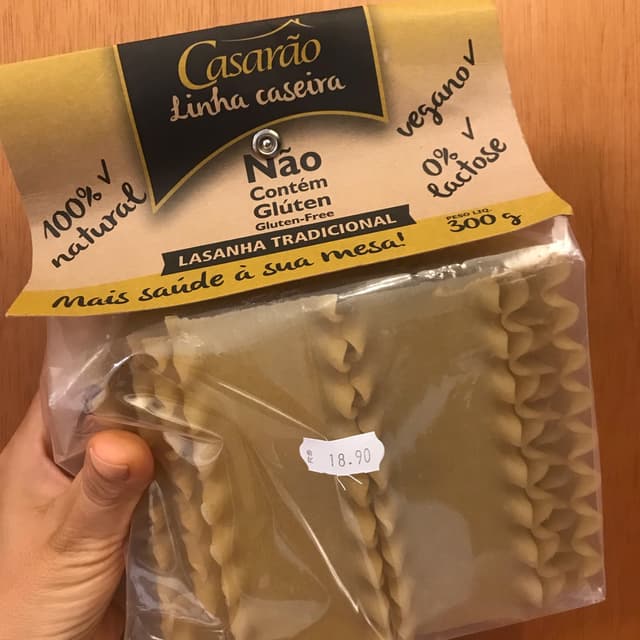 Casarão
Linha caseira
100% ✓
natural
Não
Contém
Glúten
Gluten-Free
vegano ✓
0% ✓
lactose
LASANHA TRADICIONAL
PESO LIQ.
300 g
Mais saúde à sua mesa!
R$ 18.90